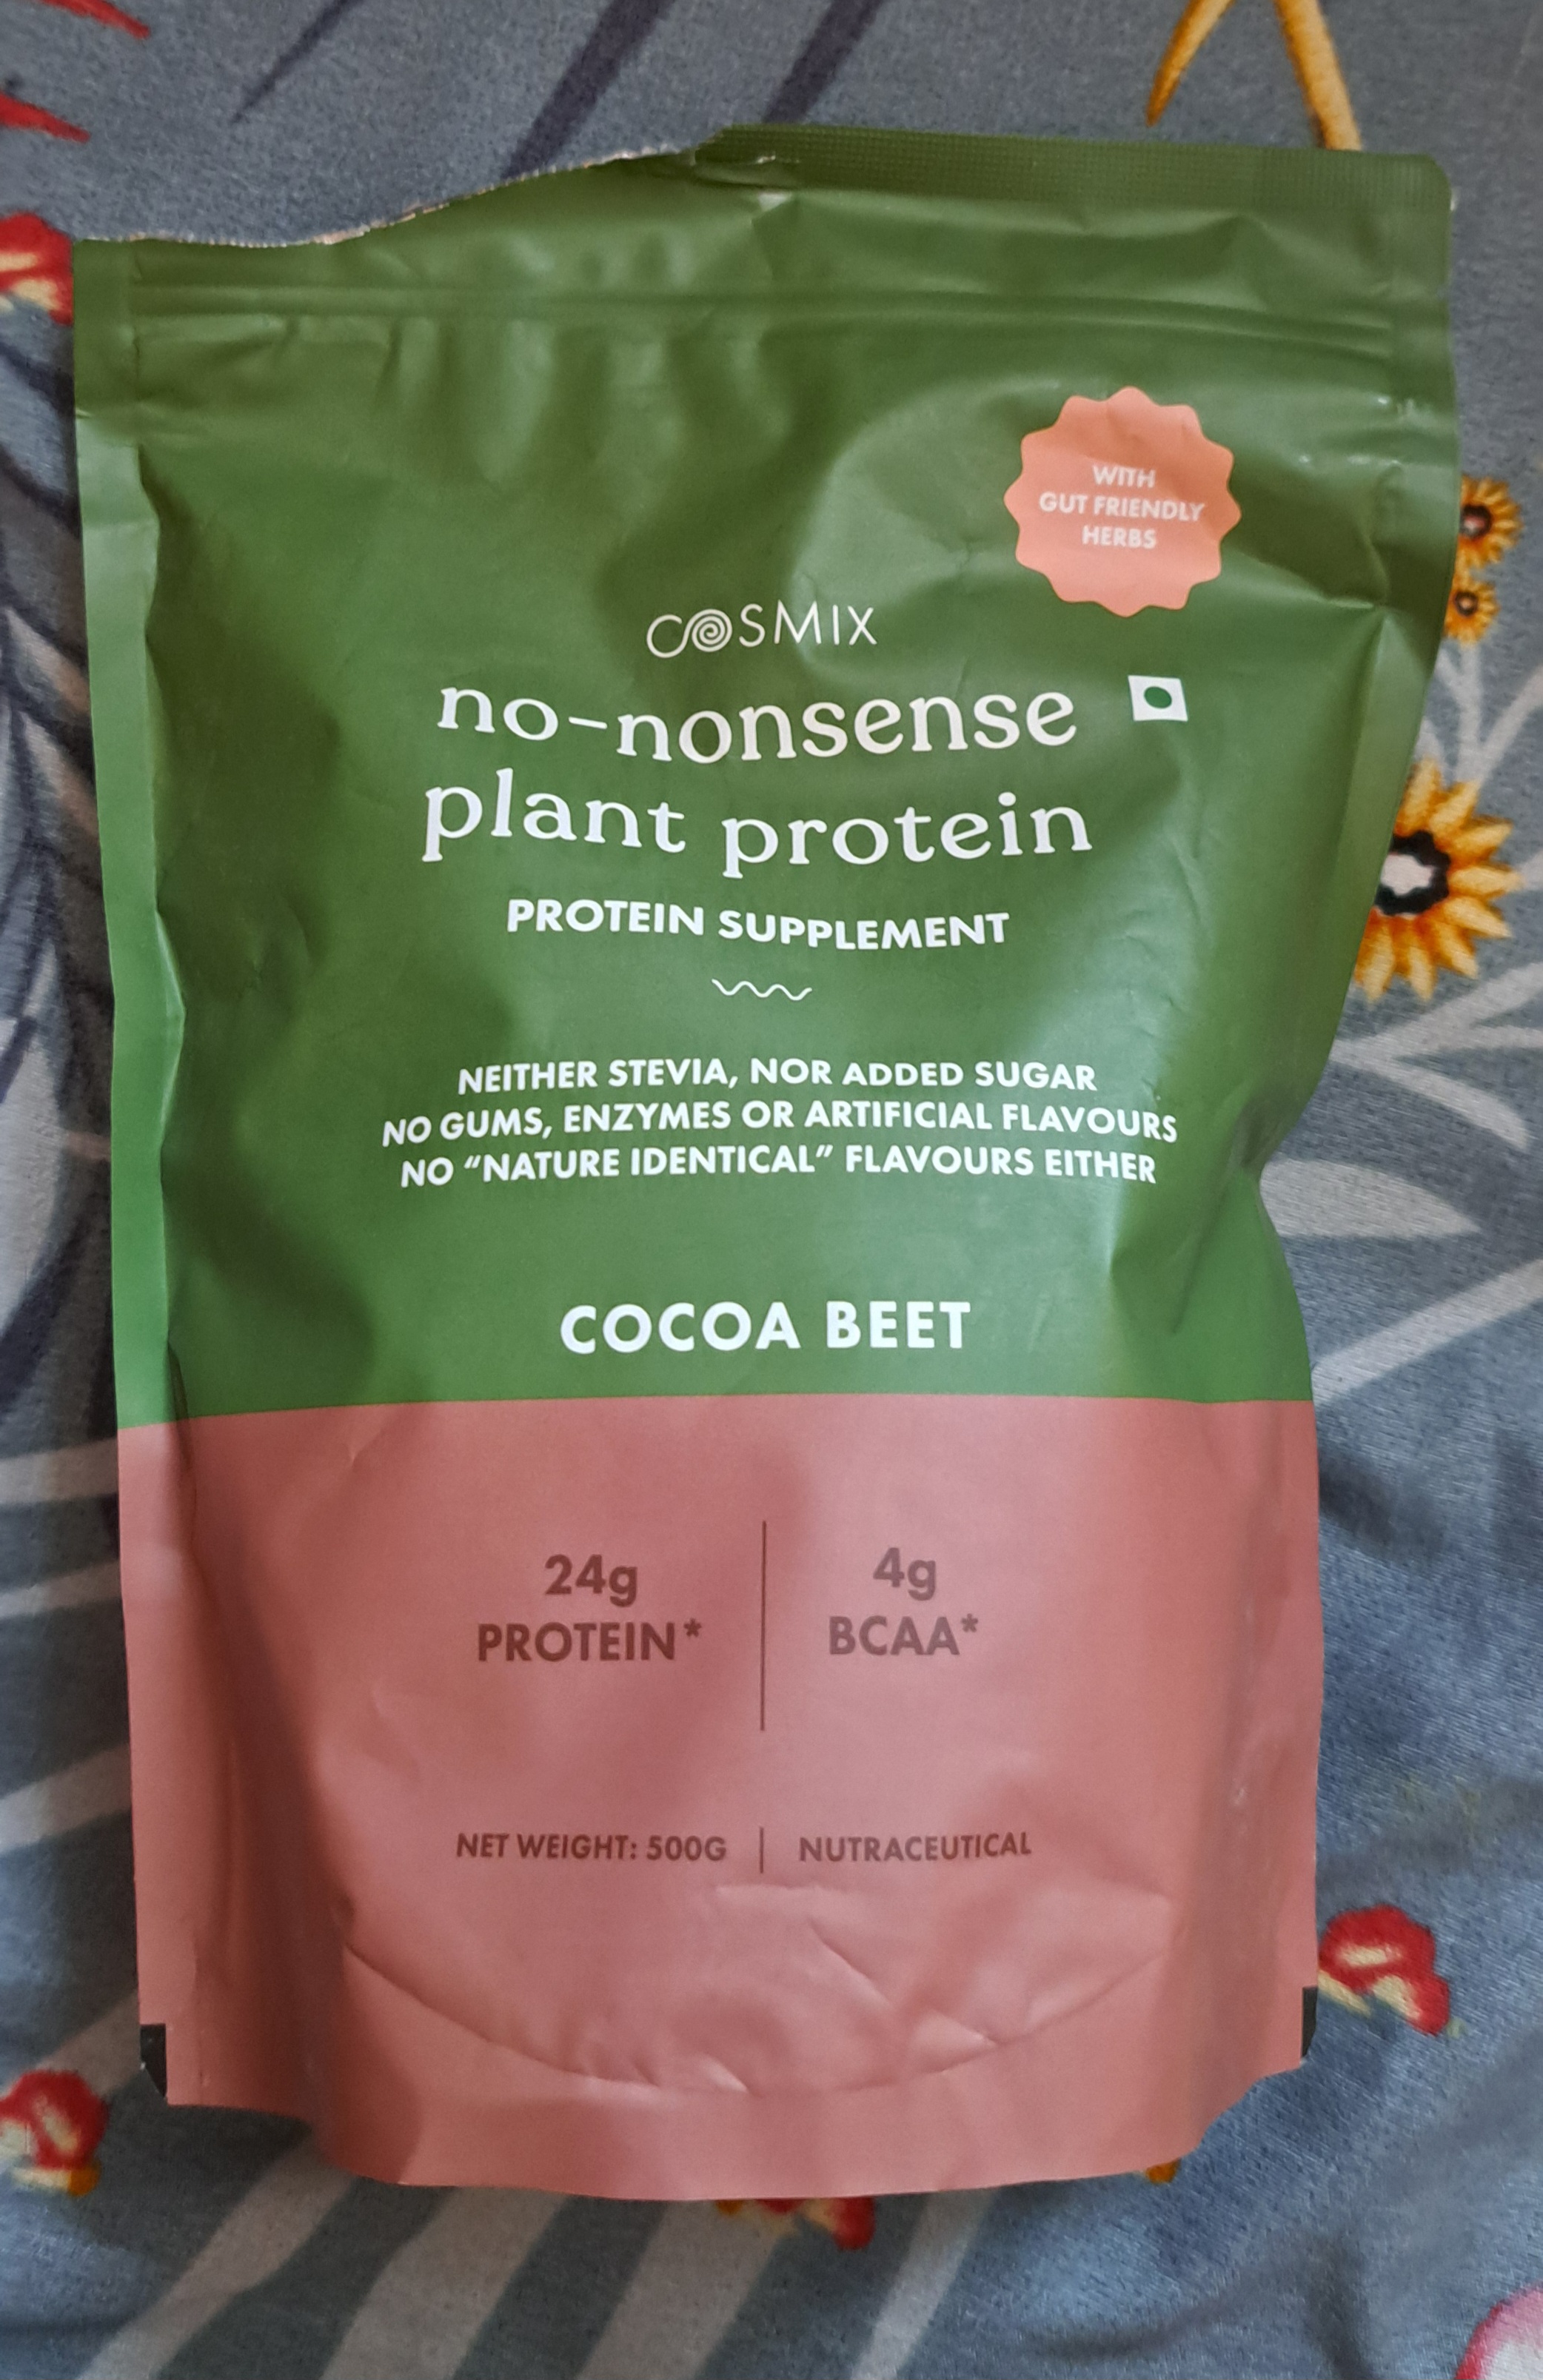 WITH
GUT FRIENDLY
HERBS
COSMIX
no-nonsense
plant protein
PROTEIN SUPPLEMENT
NEITHER STEVIA, NOR ADDED SUGAR
NO GUMS, ENZYMES OR ARTIFICIAL FLAVOURS
NO “NATURE IDENTICAL” FLAVOURS EITHER
COCOA BEET
24g
PROTEIN*
4g
BCAA*
NET WEIGHT: 500G | NUTRACEUTICAL